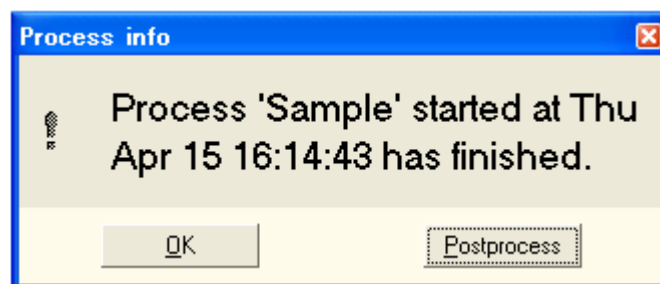 Process info
Process 'Sample' started at Thu
Apr 15 16:14:43 has finished.
OK Postprocess